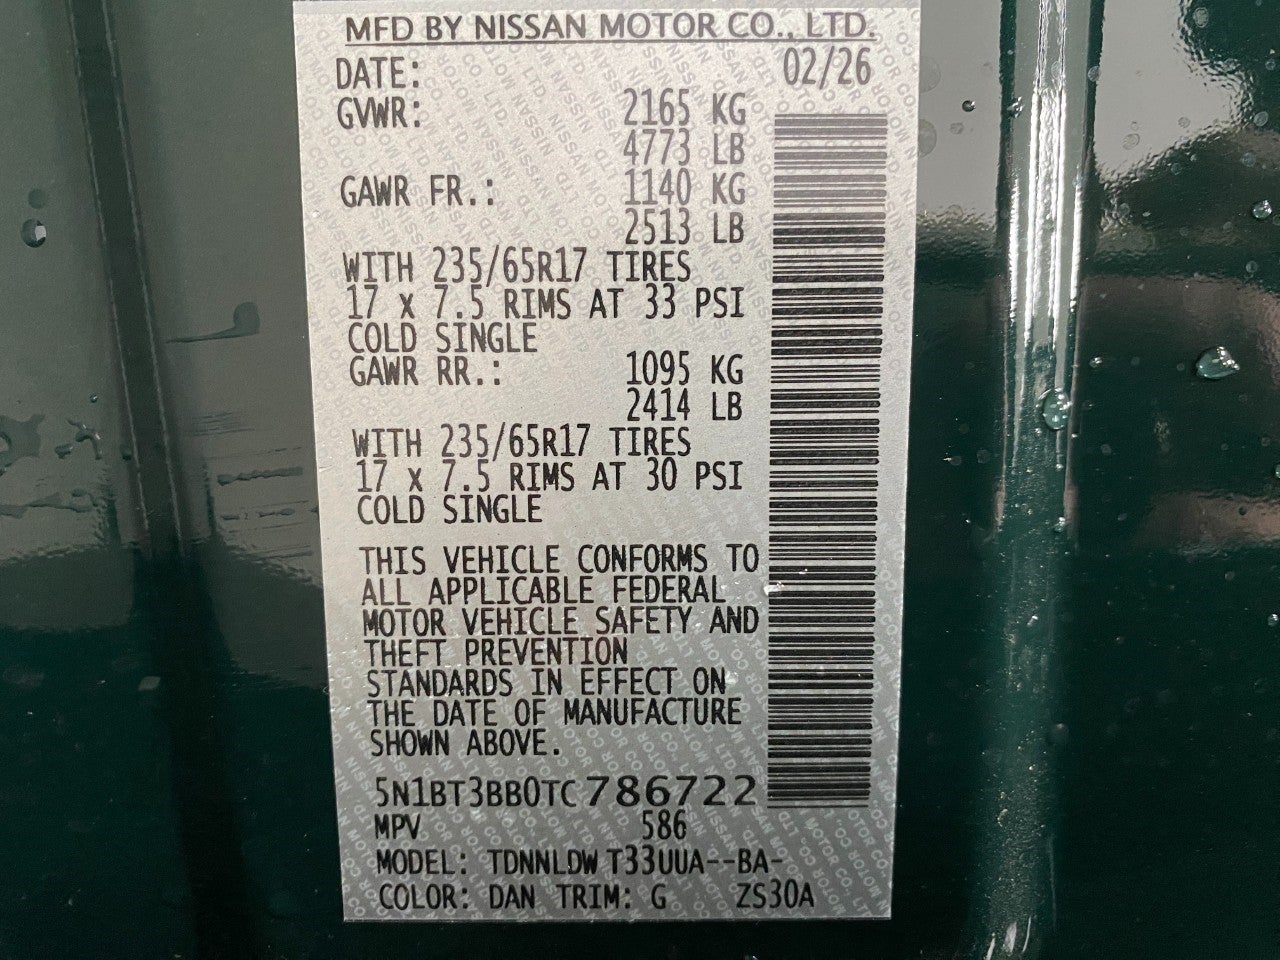 MFD BY NISSAN MOTOR CO., LTD.
DATE: 02/26
GVWR: 2165 KG
4773 LB
GAWR FR.: 1140 KG
2513 LB
WITH 235/65R17 TIRES
17 x 7.5 RIMS AT 33 PSI
COLD SINGLE
GAWR RR.: 1095 KG
2414 LB
WITH 235/65R17 TIRES
17 x 7.5 RIMS AT 30 PSI
COLD SINGLE
THIS VEHICLE CONFORMS TO
ALL APPLICABLE FEDERAL
MOTOR VEHICLE SAFETY AND
THEFT PREVENTION
STANDARDS IN EFFECT ON
THE DATE OF MANUFACTURE
SHOWN ABOVE.
5N1BT3BB0TC786722
MPV 586
MODEL: TDNNLDW T33UUA--BA-
COLOR: DAN TRIM: G ZS30A